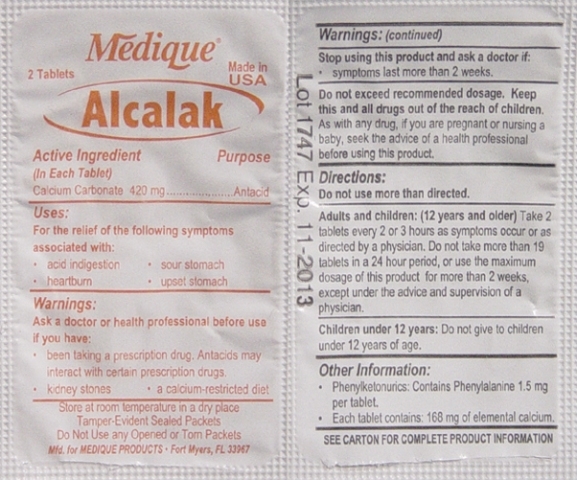 Medique®
2 Tablets
Made in
USA
Alcalak
Active Ingredient Purpose
(In Each Tablet)
Calcium Carbonate 420 mg....................Antacid
Uses:
For the relief of the following symptoms
associated with:
• acid indigestion • sour stomach
• heartburn • upset stomach
Warnings:
Ask a doctor or health professional before use
if you have:
• been taking a prescription drug. Antacids may
interact with certain prescription drugs.
• kidney stones • a calcium-restricted diet
Store at room temperature in a dry place
Tamper-Evident Sealed Packets
Do Not Use any Opened or Torn Packets
Mfd. for MEDIQUE PRODUCTS • Fort Myers, FL 33967
Lot 1747 Exp. 11-2013
Warnings: (continued)
Stop using this product and ask a doctor if:
• symptoms last more than 2 weeks.
Do not exceed recommended dosage. Keep
this and all drugs out of the reach of children.
As with any drug, if you are pregnant or nursing a
baby, seek the advice of a health professional
before using this product.
Directions:
Do not use more than directed.
Adults and children: (12 years and older) Take 2
tablets every 2 or 3 hours as symptoms occur or as
directed by a physician. Do not take more than 19
tablets in a 24 hour period, or use the maximum
dosage of this product for more than 2 weeks,
except under the advice and supervision of a
physician.
Children under 12 years: Do not give to children
under 12 years of age.
Other Information:
• Phenylketonurics: Contains Phenylalanine 1.5 mg
per tablet.
• Each tablet contains: 168 mg of elemental calcium.
SEE CARTON FOR COMPLETE PRODUCT INFORMATION